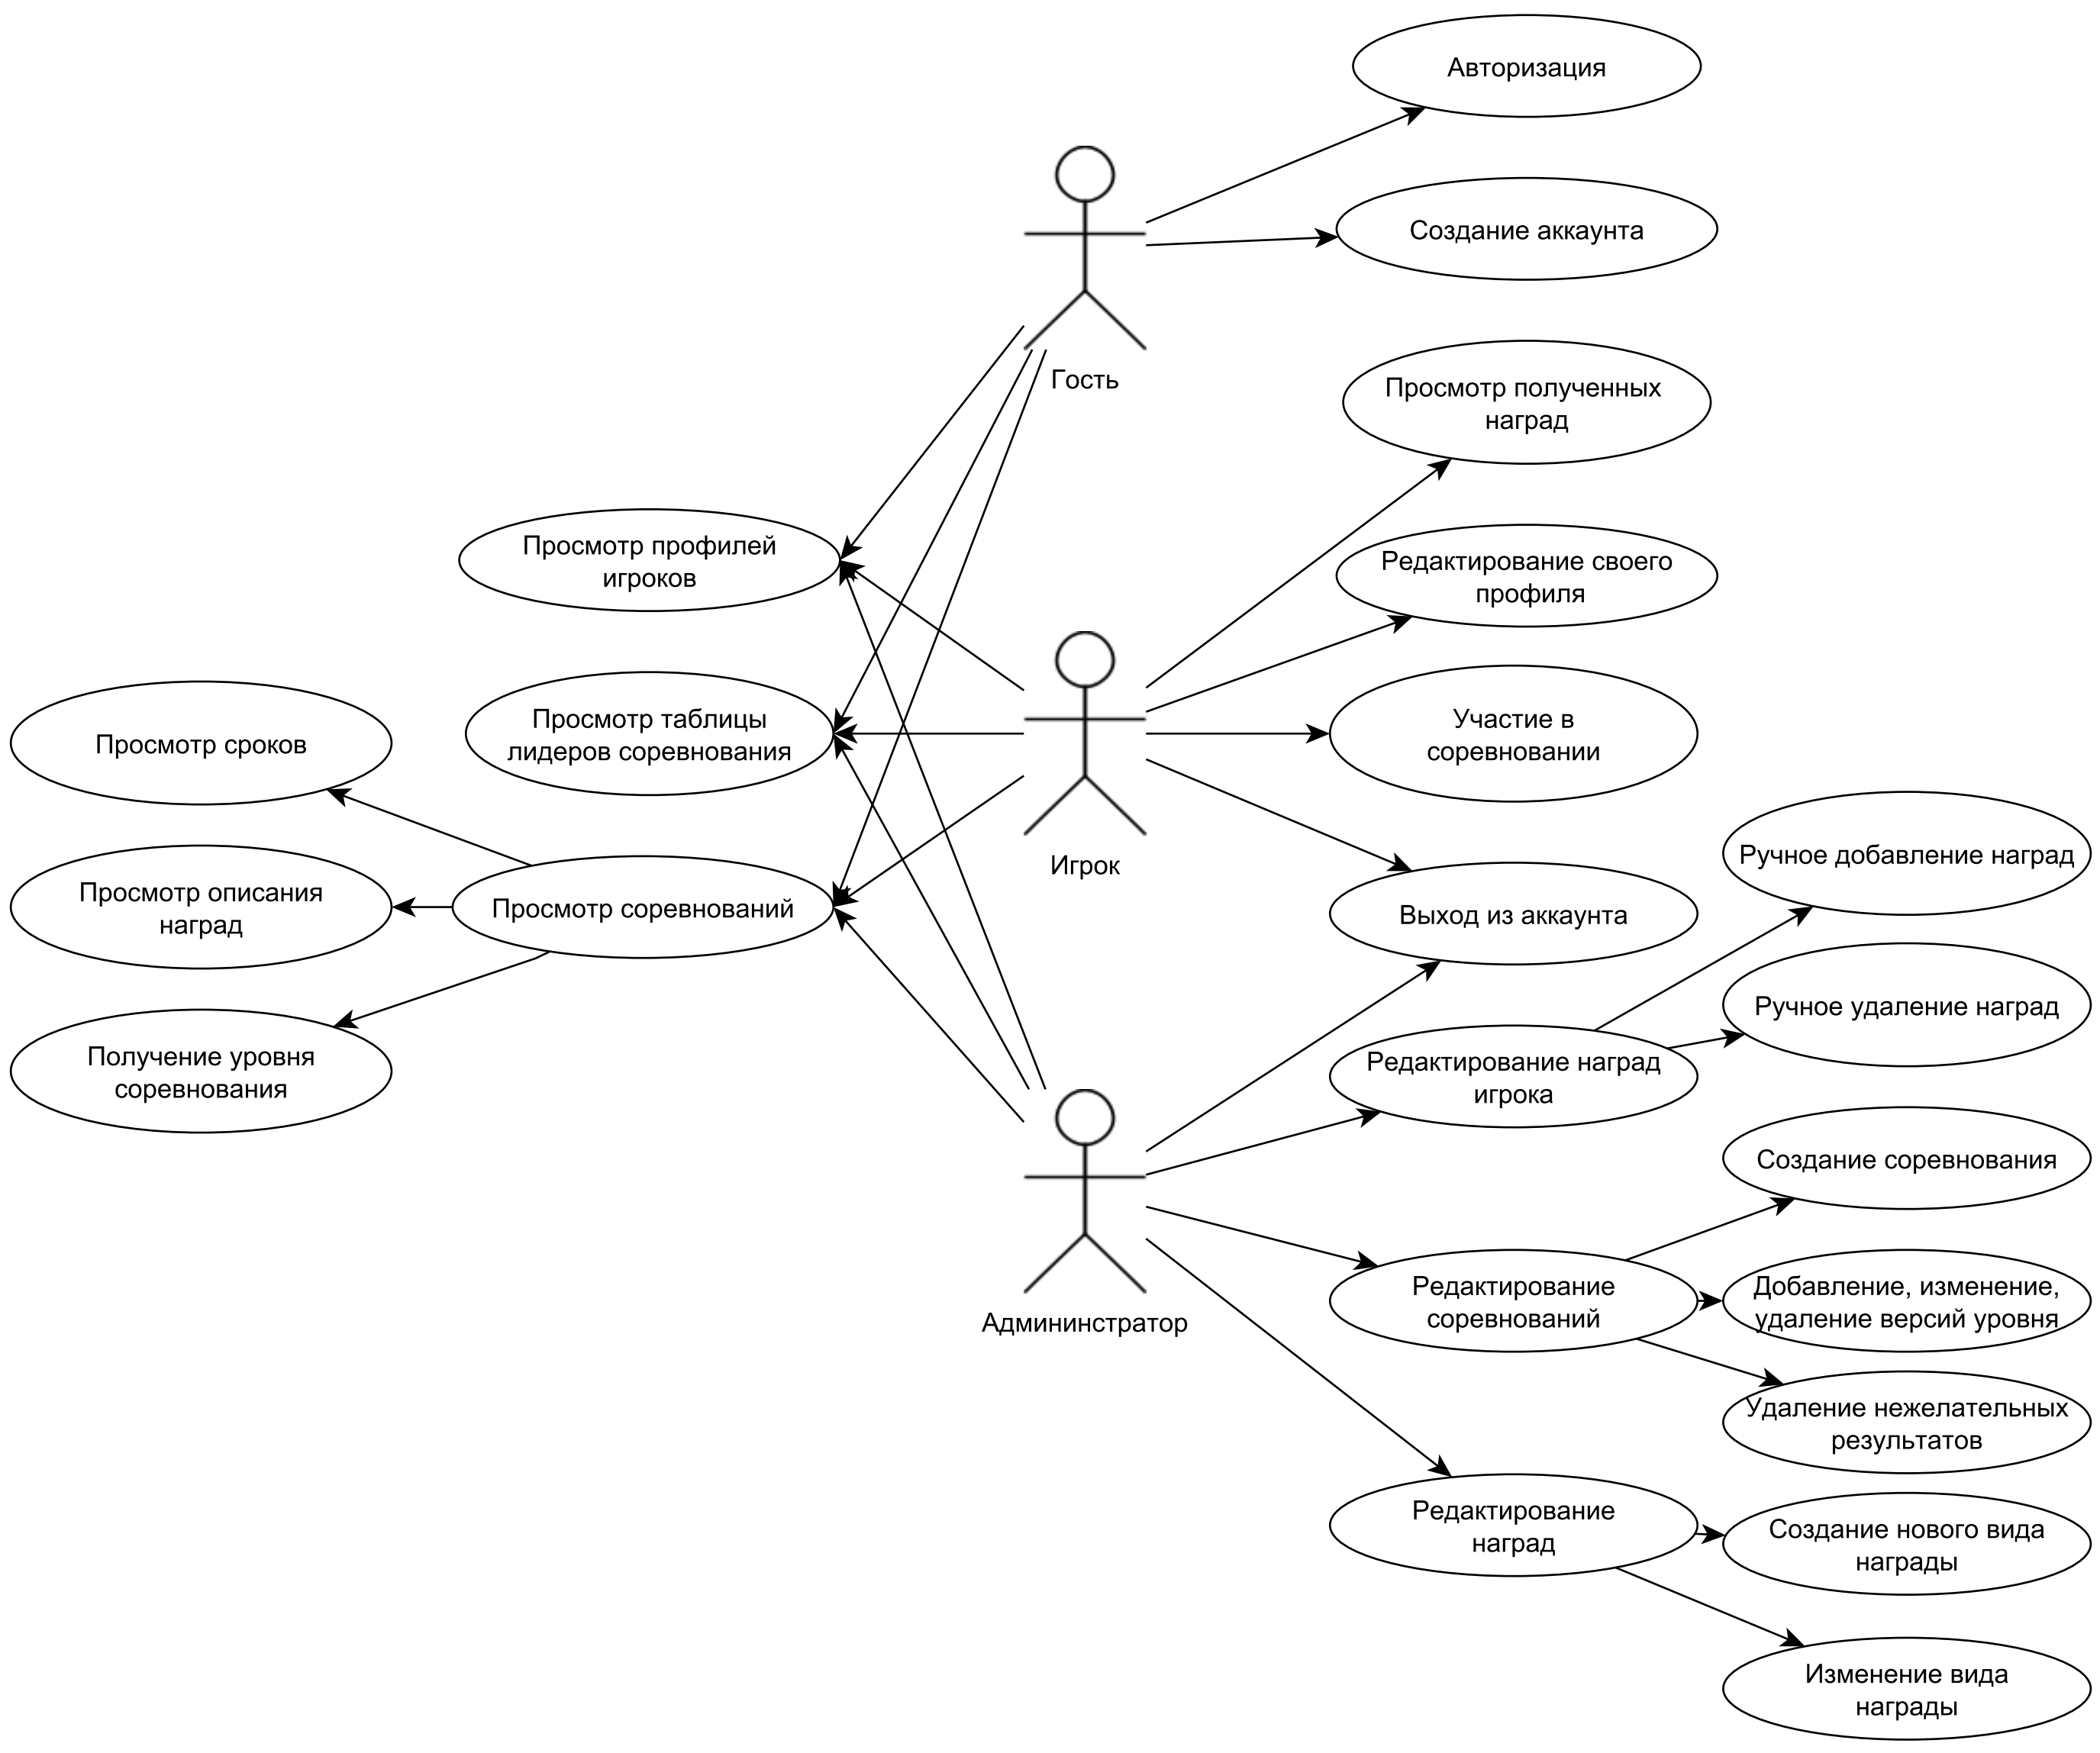 Авторизация
Создание аккаунта
Гость
Просмотр полученных
наград
Просмотр профилей
игроков
Редактирование своего
профиля
Просмотр сроков
Просмотр таблицы
лидеров соревнования
Участие в
соревновании
Игрок
Ручное добавление наград
Просмотр описания
наград
Просмотр соревнований
Выход из аккаунта
Ручное удаление наград
Получение уровня
соревнования
Редактирование наград
игрока
Создание соревнования
Админинстратор
Редактирование
соревнований
Добавление, изменение,
удаление версий уровня
Удаление нежелательных
результатов
Редактирование
наград
Создание нового вида
награды
Изменение вида
награды